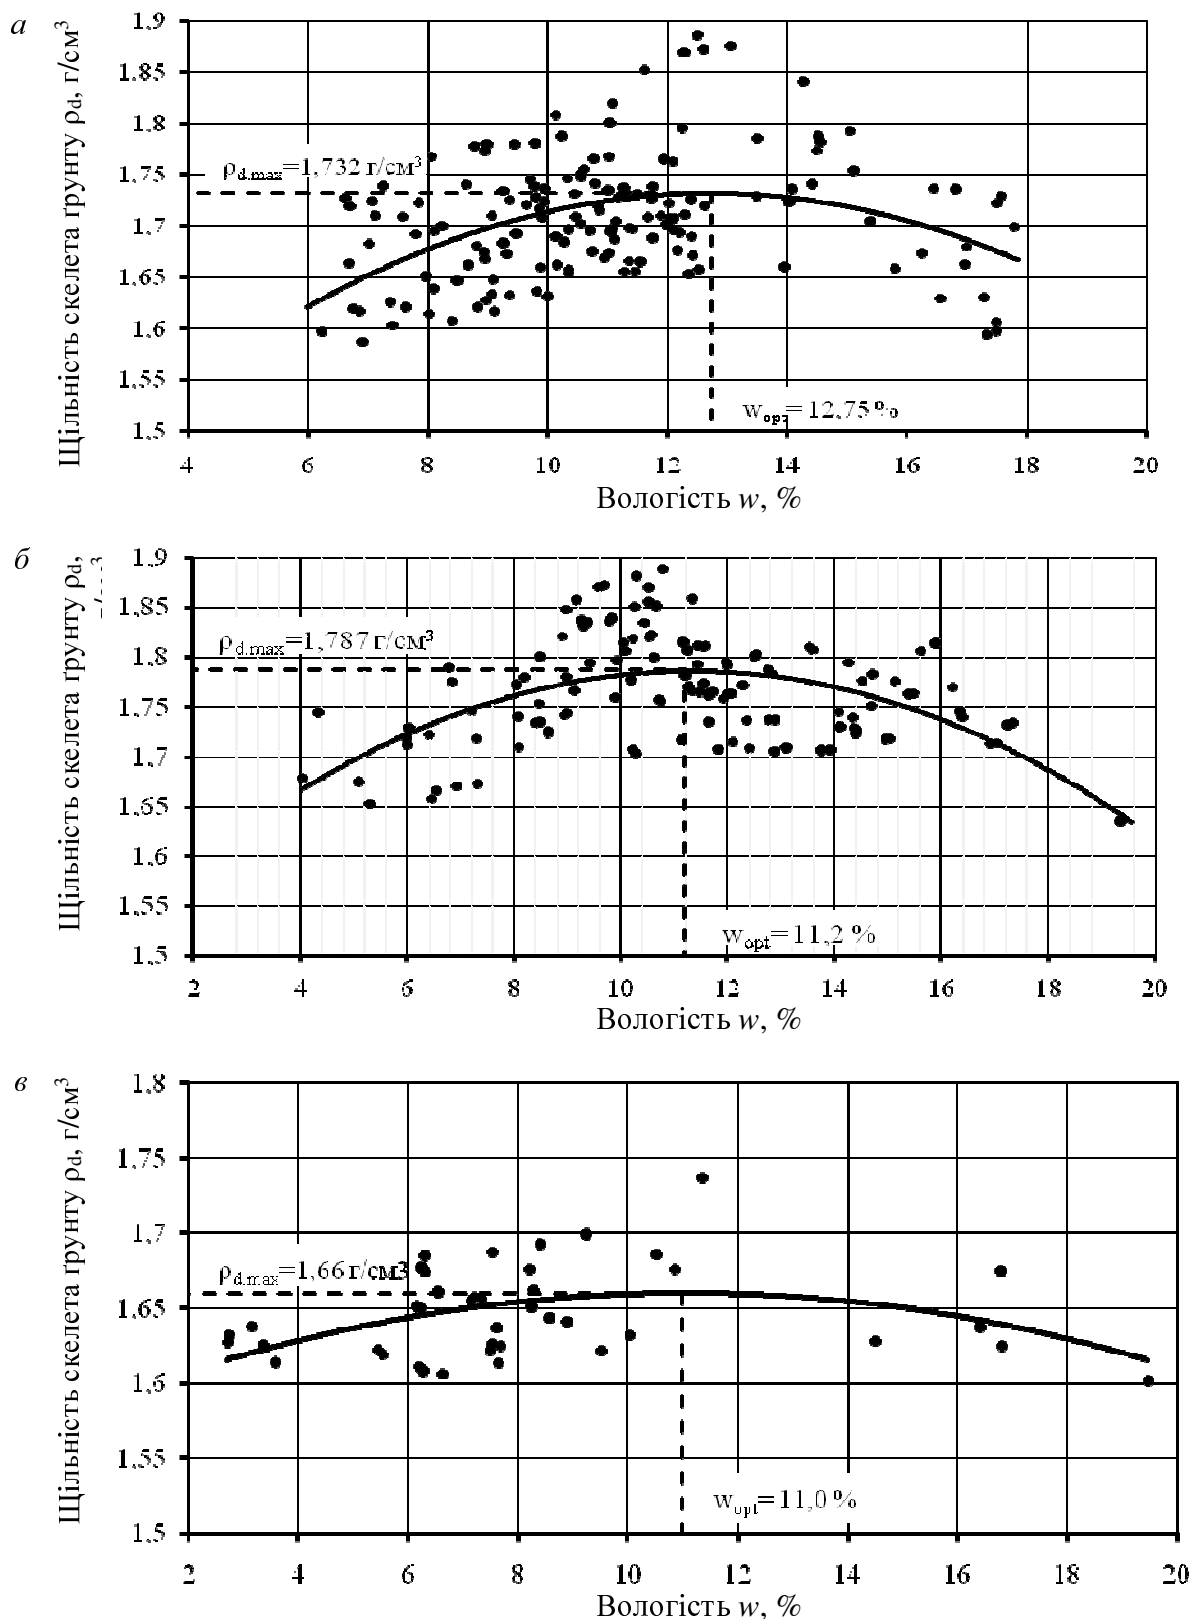 а
Щільність скелета ґрунту ρd, г/см³
1,9
1,85
1,8
1,75
1,7
1,65
1,6
1,55
1,5
ρd.max=1,732 г/см³
wopt=12,75%
4 6 8 10 12 14 16 18 20
Вологість w, %
б
Щільність скелета ґрунту ρd,
1,9
1,85
1,8
1,75
1,7
1,65
1,6
1,55
1,5
ρd.max=1,787 г/см³
wopt=11,2 %
2 4 6 8 10 12 14 16 18 20
Вологість w, %
в
Щільність скелета ґрунту ρd, г/см³
1,8
1,75
1,7
1,65
1,6
1,55
1,5
ρd.max=1,66 г/см3
wopt=11,0 %
2 4 6 8 10 12 14 16 18 20
Вологість w, %